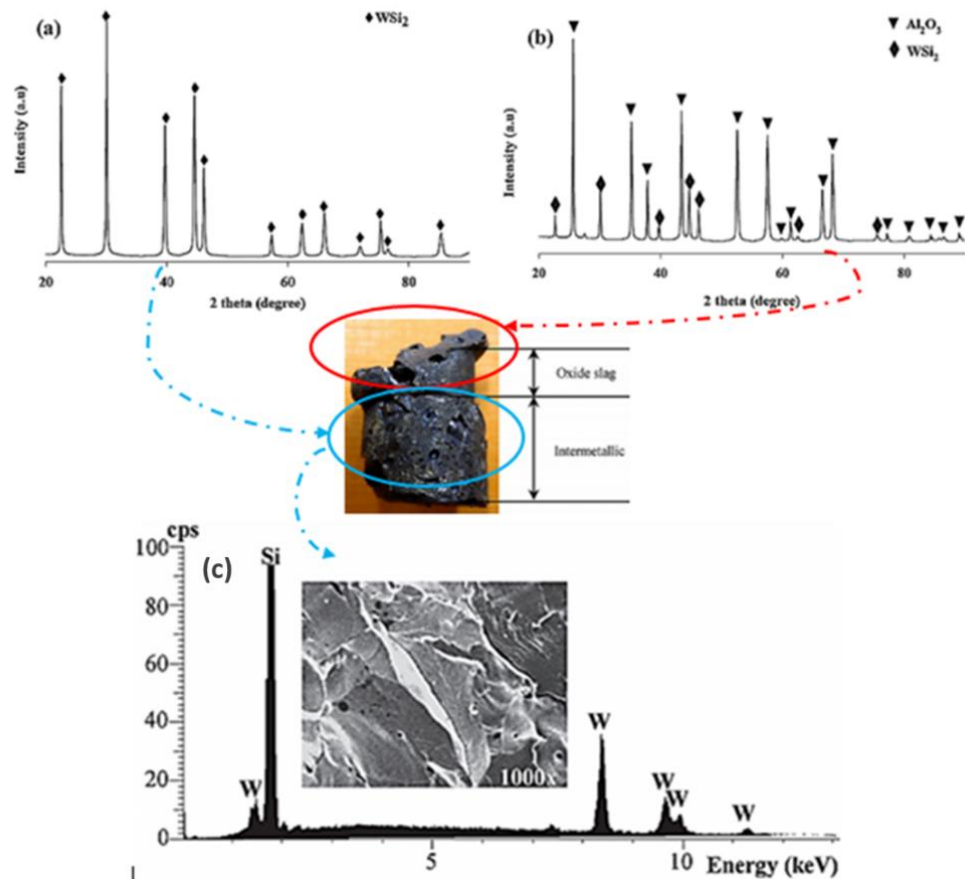 (a)
◆ WSi₂
Intensity (a.u)
20 40 60 80
2 theta (degree)
(b)
▼ Al₂O₃
◆ WSi₂
Intensity (a.u)
20 40 60 80
2 theta (degree)
Oxide slag
Intermetallic
cps
100
80
60
40
20
0
(c)
W
Si
1000x
W
W
W
W
5 10 Energy (keV)